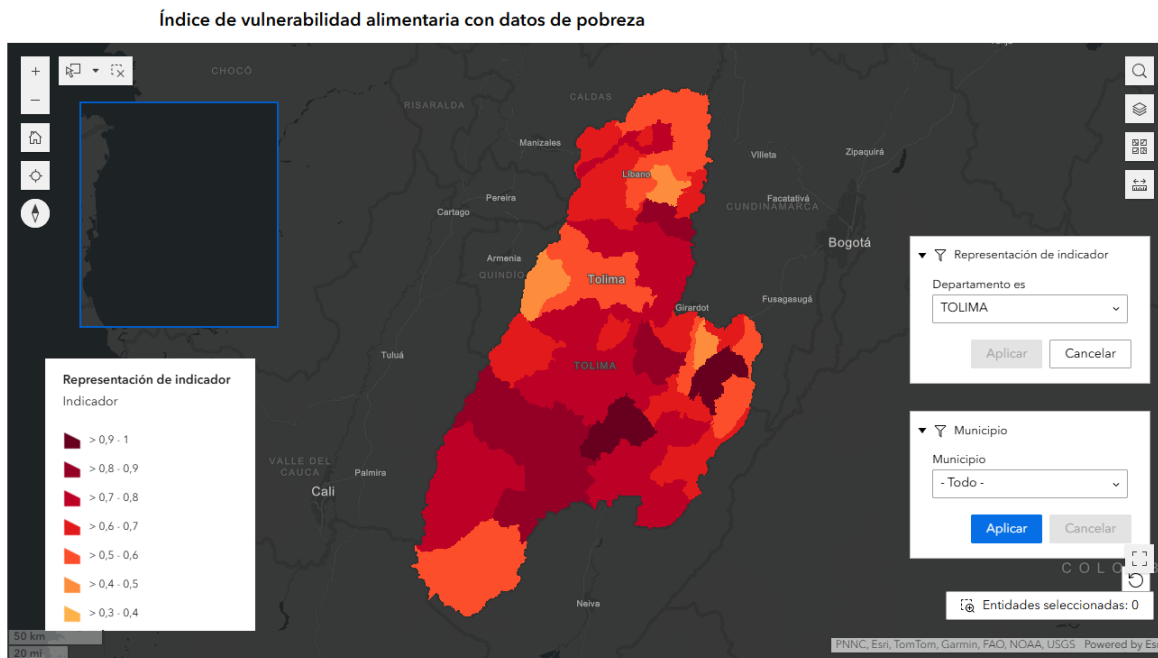 Índice de vulnerabilidad alimentaria con datos de pobreza
CHOCÓ
RISARALDA
CALDAS
Manizales
Villeta
Zipaquirá
Líbano
Pereira
Facatativá
Cartago
CUNDINAMARCA
Bogotá
Armenia
QUINDÍO
Tolima
Girardot
Fusagasugá
Tuluá
TOLIMA
VALLE DEL
CAUCA
Palmira
Cali
Neiva
COLO
Representación de indicador
Departamento es
TOLIMA
Aplicar Cancelar
Municipio
Municipio
- Todo -
Aplicar Cancelar
Entidades seleccionadas: 0
Representación de indicador
Indicador
> 0,9 - 1
> 0,8 - 0,9
> 0,7 - 0,8
> 0,6 - 0,7
> 0,5 - 0,6
> 0,4 - 0,5
> 0,3 - 0,4
50 km
20 mi
PNNC, Esri, TomTom, Garmin, FAO, NOAA, USGS Powered by Esr